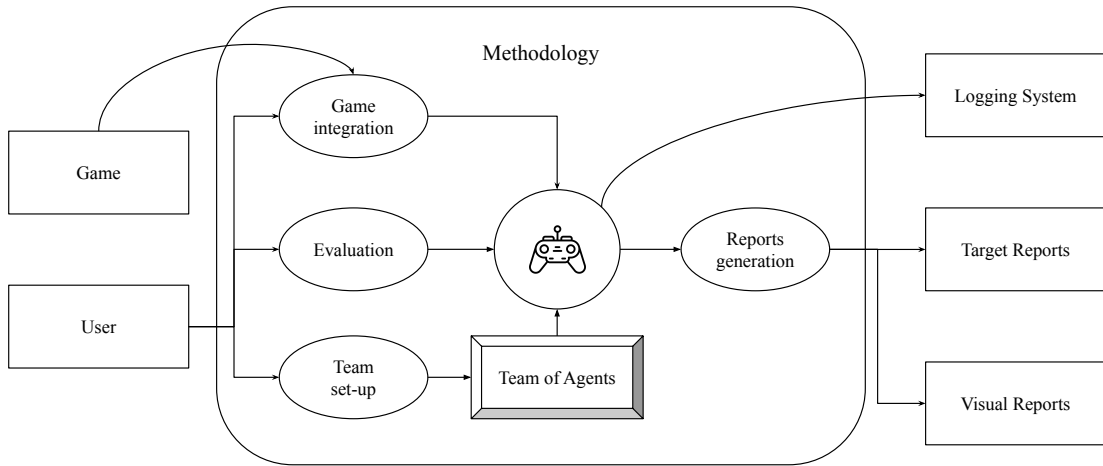 Methodology
Game
integration
Logging System
Game
Evaluation
Reports
generation
Target Reports
User
Team
set-up
Team of Agents
Visual Reports